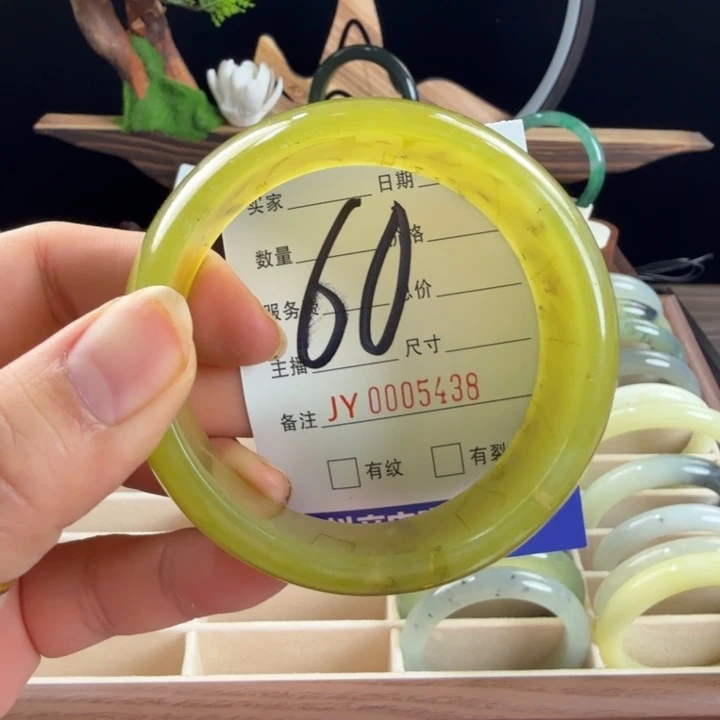 买家 日期
数量 价格
60
服务费 总价
主播 尺寸
备注 JY 0005438
有纹 有裂